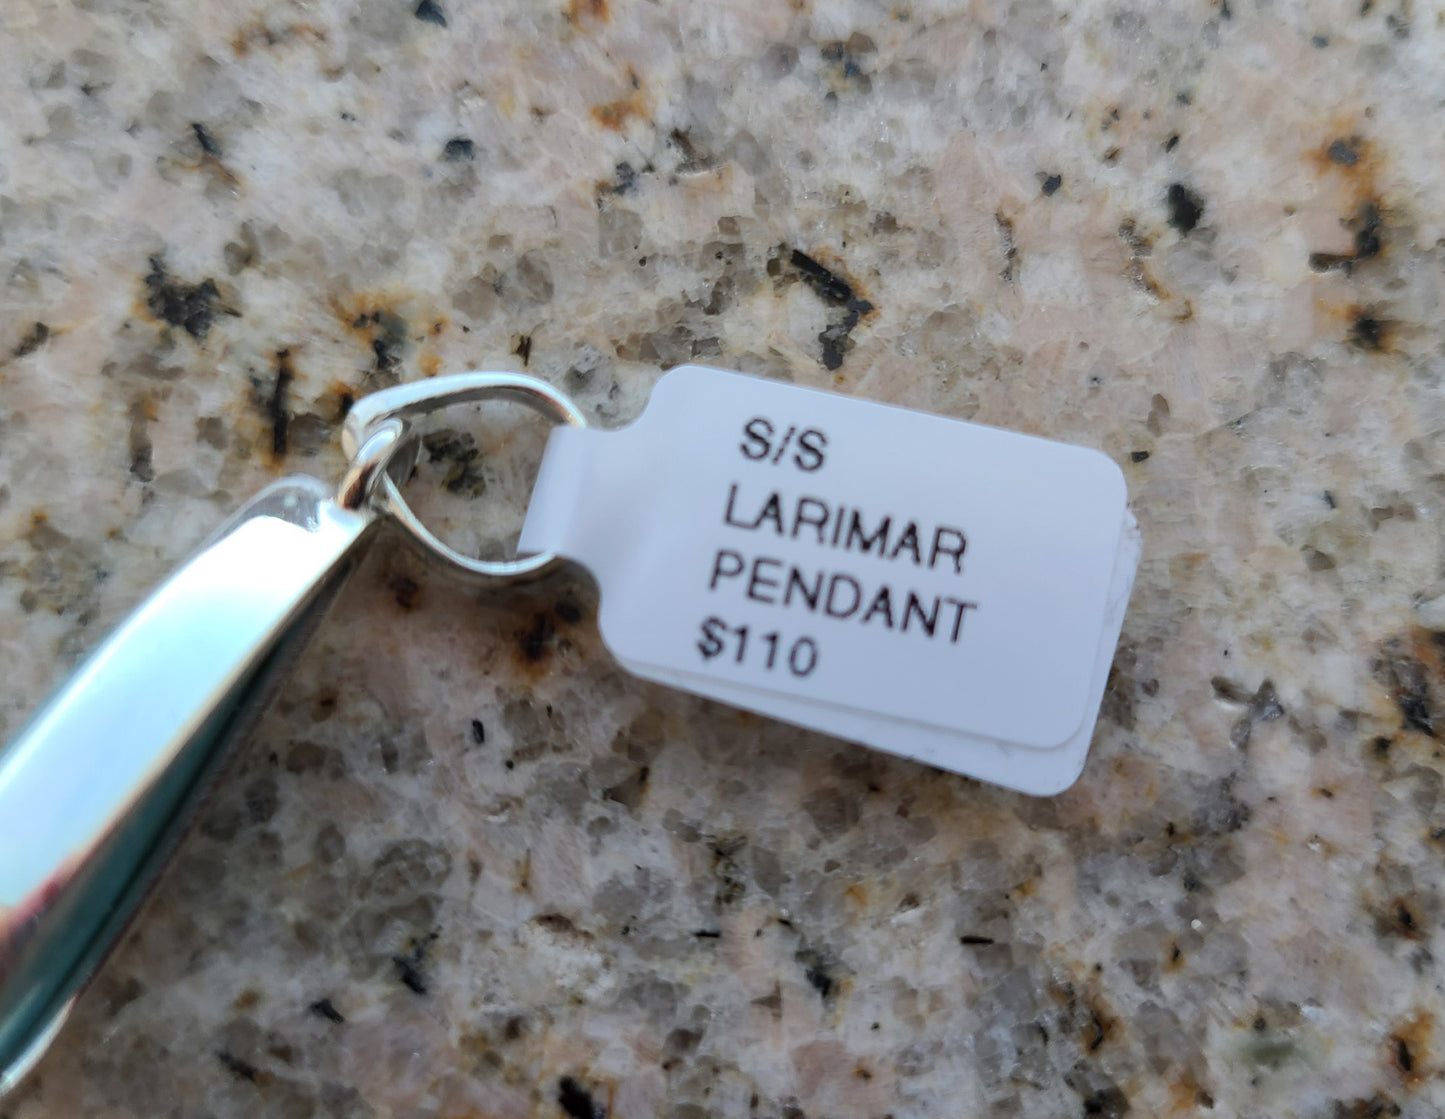 S/S
LARIMAR
PENDANT
$110